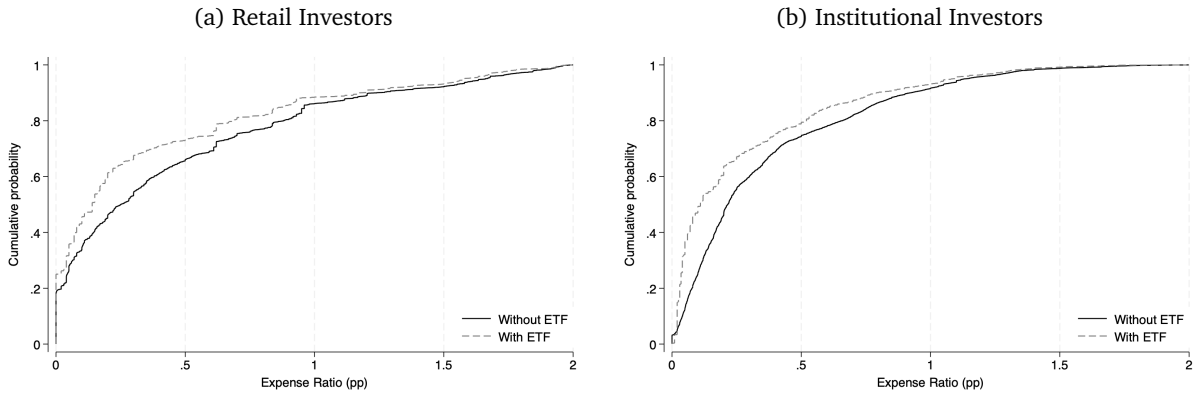 (a) Retail Investors
Cumulative probability
1
.8
.6
.4
.2
0
0 .5 1 1.5 2
Expense Ratio (pp)
Without ETF
With ETF
(b) Institutional Investors
Cumulative probability
1
.8
.6
.4
.2
0
0 .5 1 1.5 2
Expense Ratio (pp)
Without ETF
With ETF